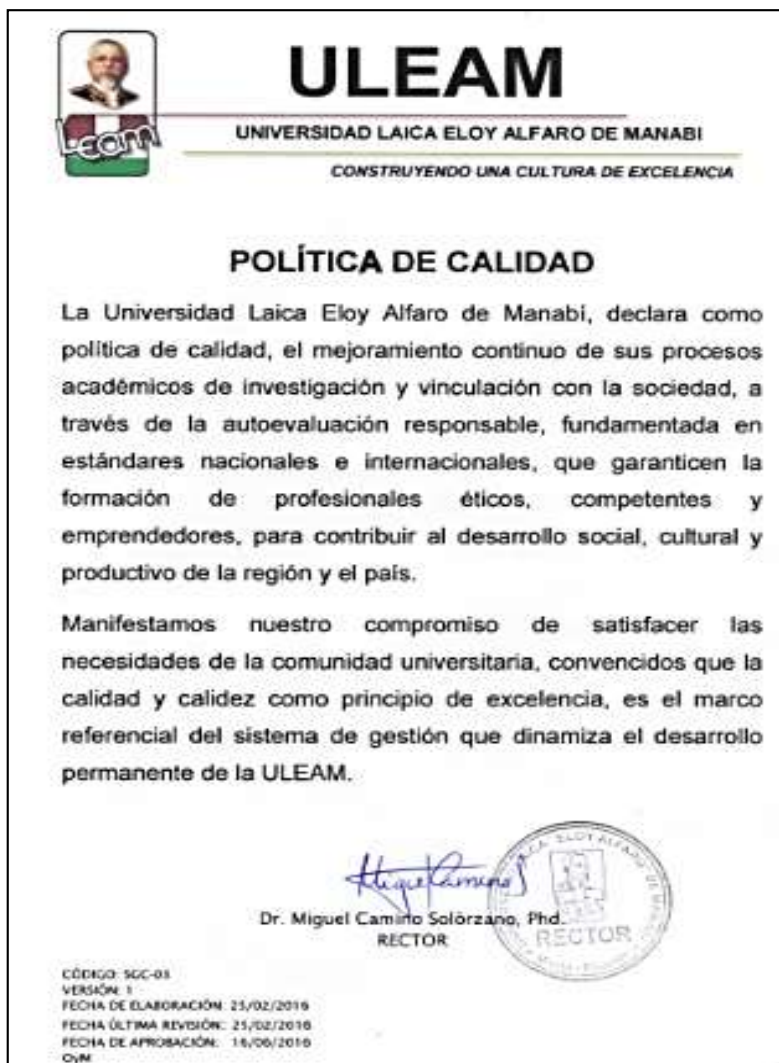 ULEAM
Leam
UNIVERSIDAD LAICA ELOY ALFARO DE MANABI
CONSTRUYENDO UNA CULTURA DE EXCELENCIA
POLÍTICA DE CALIDAD
La Universidad Laica Eloy Alfaro de Manabí, declara como
política de calidad, el mejoramiento continuo de sus procesos
académicos de investigación y vinculación con la sociedad, a
través de la autoevaluación responsable, fundamentada en
estándares nacionales e internacionales, que garanticen la
formación de profesionales éticos, competentes y
emprendedores, para contribuir al desarrollo social, cultural y
productivo de la región y el país.
Manifestamos nuestro compromiso de satisfacer las
necesidades de la comunidad universitaria, convencidos que la
calidad y calidez como principio de excelencia, es el marco
referencial del sistema de gestión que dinamiza el desarrollo
permanente de la ULEAM.
Miguel Camino S
Dr. Miguel Camino Solórzano, Phd.
RECTOR
ELOY ALFARO DE
RECTOR
CÓDIGO: SGC-03
VERSIÓN: 1
FECHA DE ELABORACIÓN: 25/02/2016
FECHA ÚLTIMA REVISIÓN: 25/02/2016
FECHA DE APROBACIÓN: 16/06/2016
OyM